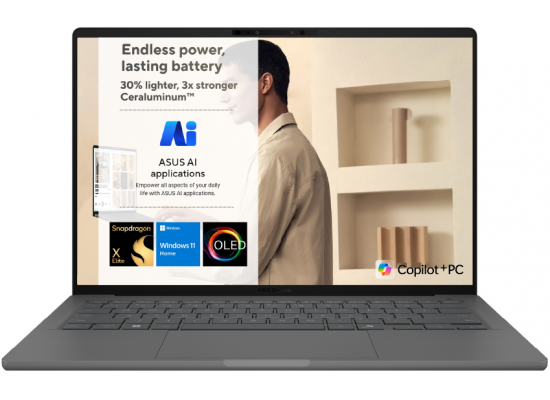 Endless power,
lasting battery
30% lighter, 3x stronger
Ceraluminum™
Ai
ASUS AI
applications
Empower all aspects of your daily
life with ASUS AI applications.
Snapdragon
X
Elite
Windows
Windows 11
Home
OLED
Copilot+PC